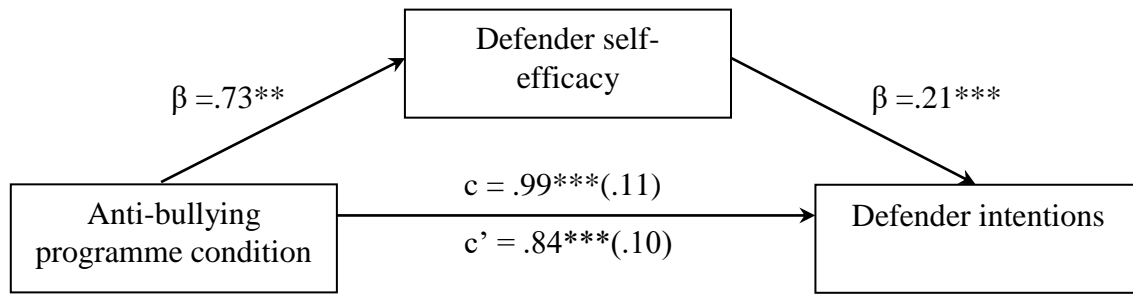 Defender self-
efficacy
β =.73**
β =.21***
c = .99***(.11)
Anti-bullying
programme condition
Defender intentions
c’ = .84***(.10)